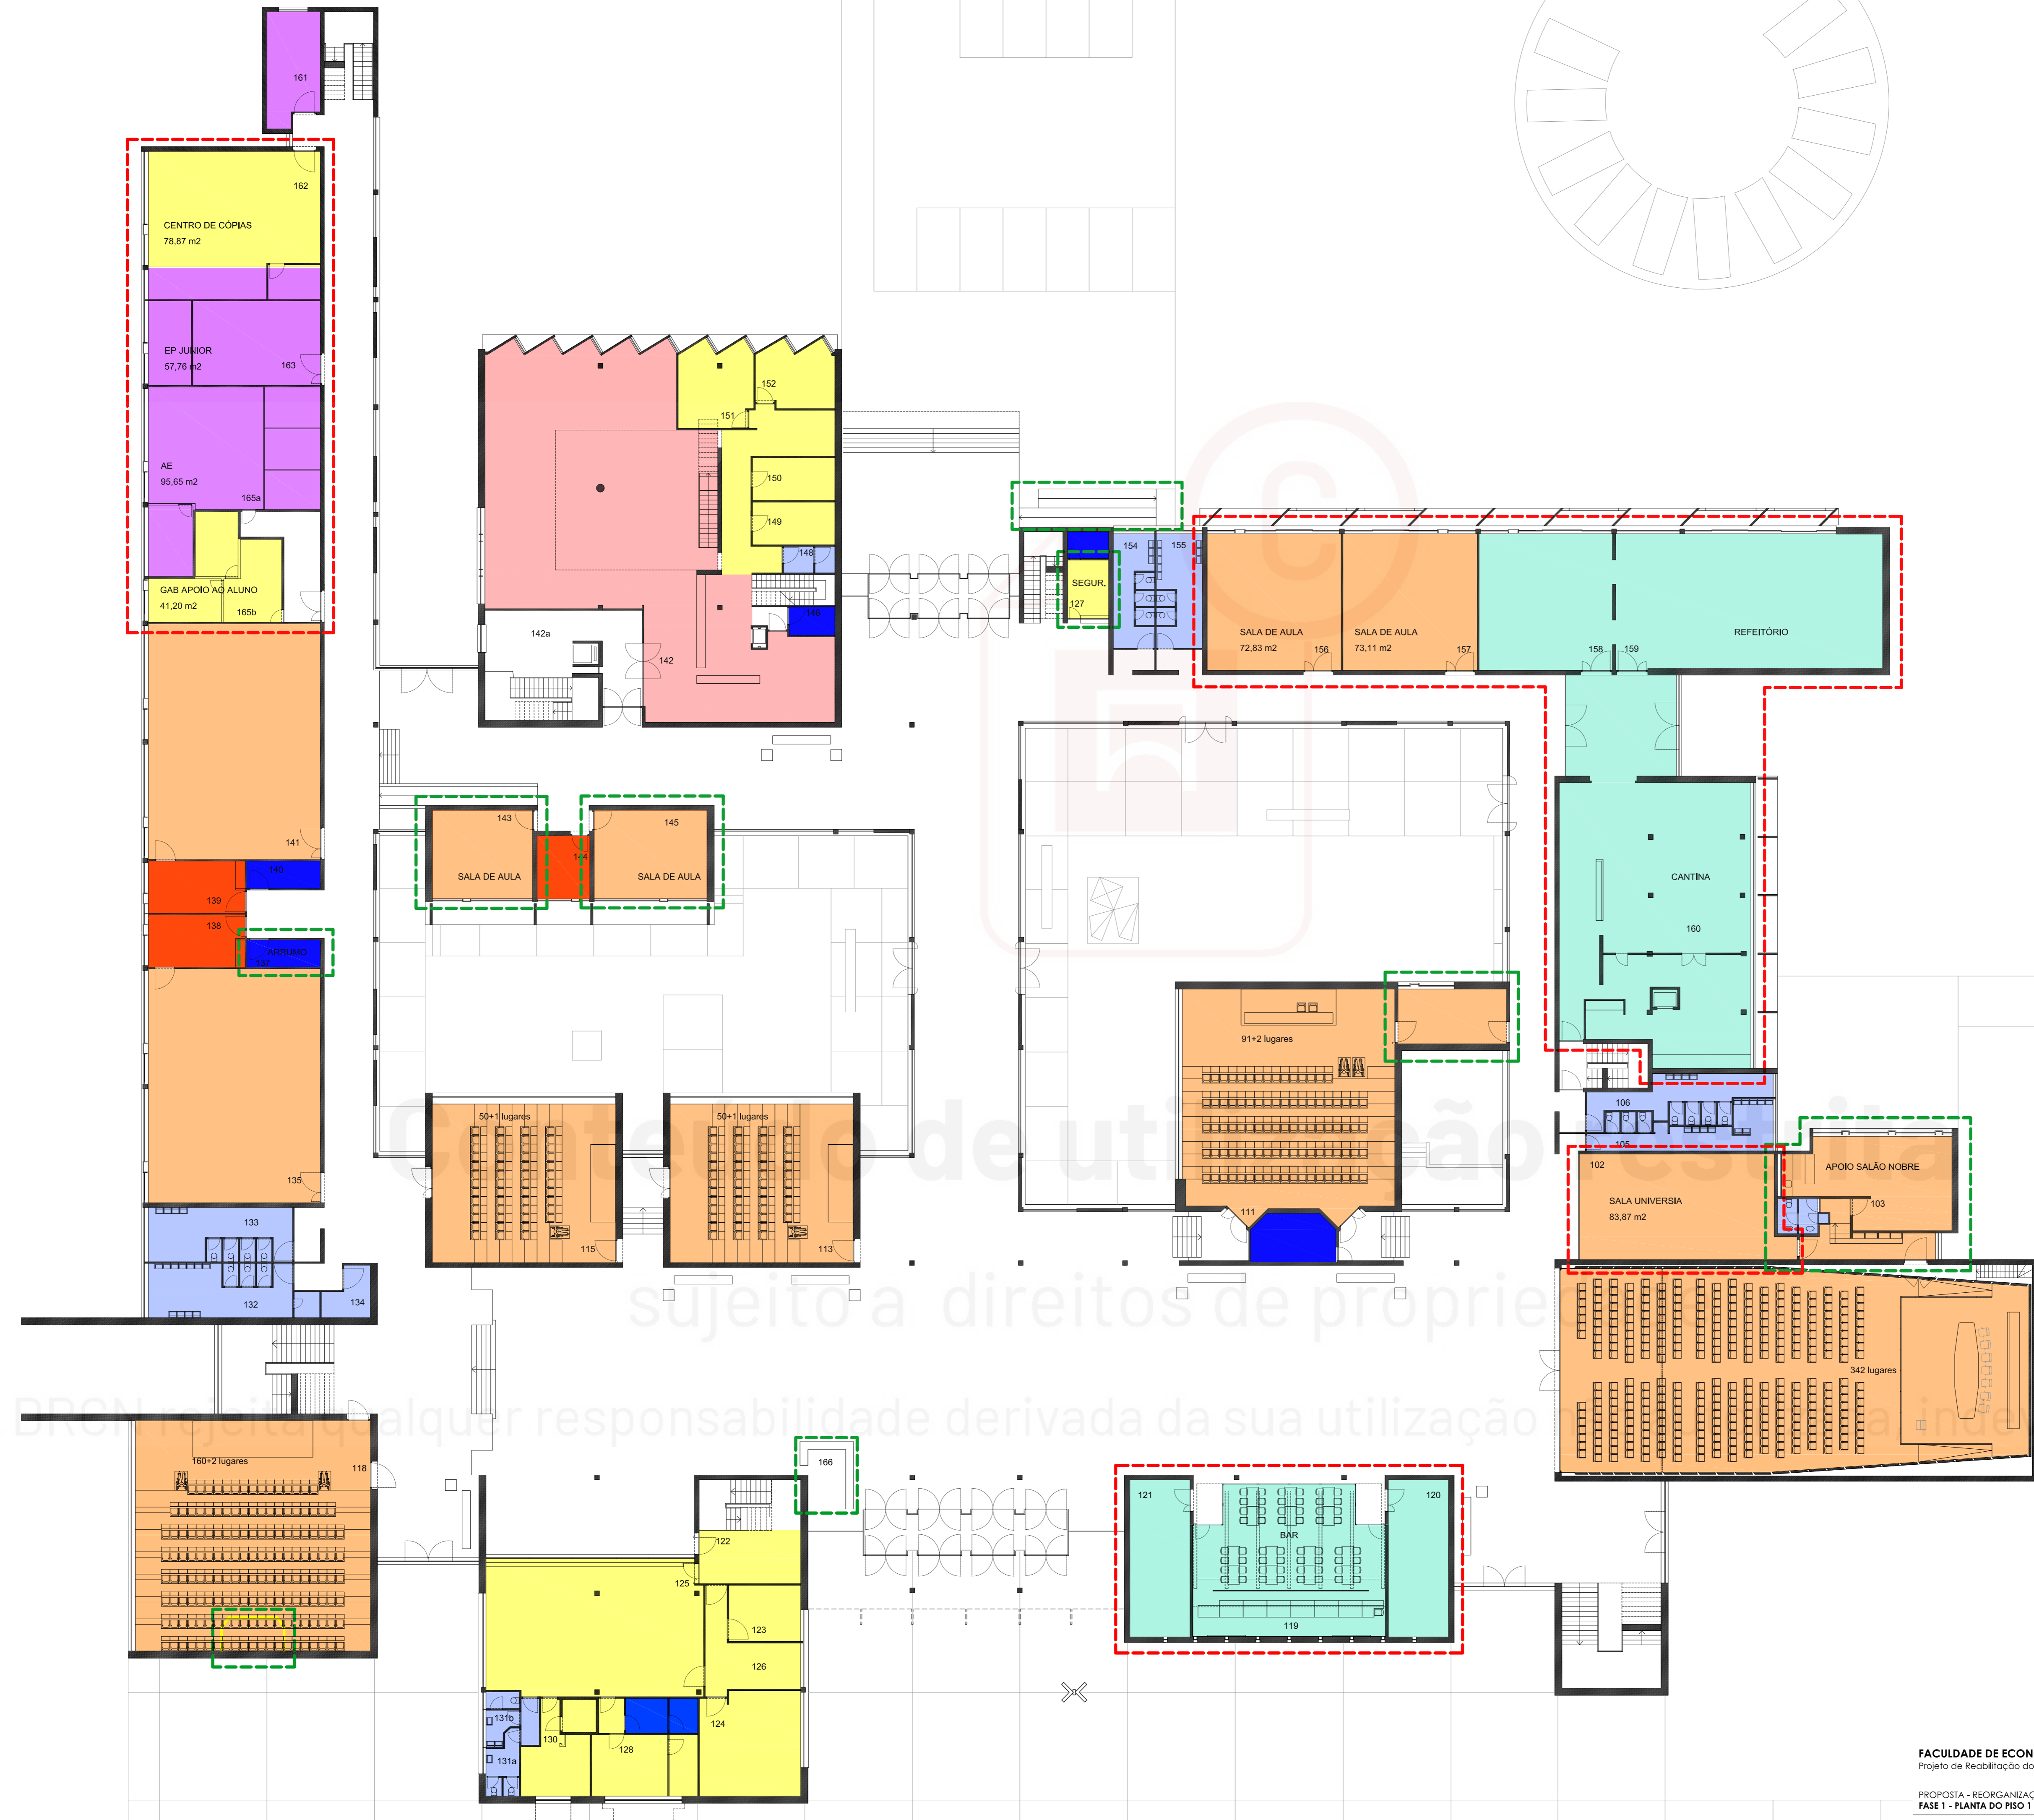 161
162
CENTRO DE CÓPIAS
78,87 m2
EP JUNIOR
57,76 m2
163
AE
95,65 m2
165a
GAB APOIO AO ALUNO
41,20 m2
165b
152
151
150
149
148
142a
142
154
155
SEGUR.
127
SALA DE AULA
72,83 m2
156
SALA DE AULA
73,11 m2
157
158
159
REFEITÓRIO
141
140
139
138
ARRUMO
137
143
144
145
SALA DE AULA
SALA DE AULA
CANTINA
160
91+2 lugares
50+1 lugares
50+1 lugares
106
105
102
SALA UNIVERSIA
83,87 m2
APOIO SALÃO NOBRE
103
135
115
113
111
133
132
134
342 lugares
160+2 lugares
118
166
121
120
BAR
119
122
125
123
126
124
131b
131a
130
128
Conteúdo de utilização restrita
sujeito a direitos de propriedade
DRCN rejeita qualquer responsabilidade derivada da sua utilização
FACULDADE DE ECON
Projeto de Reabilitação do
PROPOSTA - REORGANIZAÇ
FASE 1 - PLANTA DO PISO 1